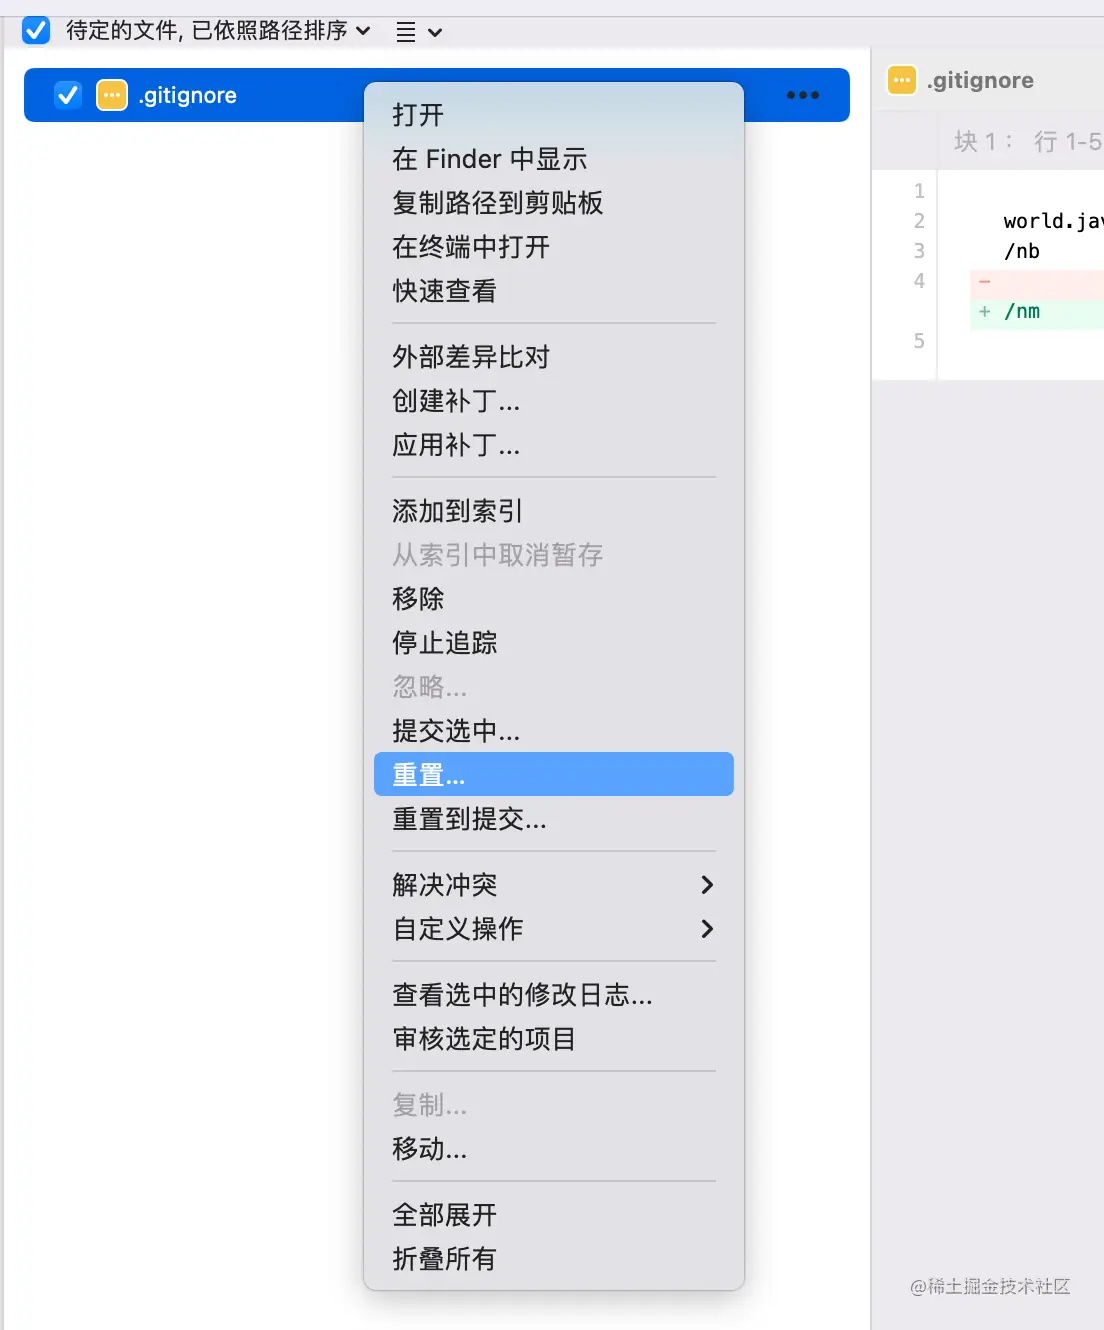 待定的文件, 已依照路径排序
.gitignore
打开
在 Finder 中显示
复制路径到剪贴板
在终端中打开
快速查看
外部差异比对
创建补丁...
应用补丁...
添加到索引
从索引中取消暂存
移除
停止追踪
忽略...
提交选中...
重置...
重置到提交...
解决冲突
自定义操作
查看选中的修改日志...
审核选定的项目
复制...
移动...
全部展开
折叠所有
.gitignore
块 1： 行 1-5
1
2 world.jav
3 /nb
4 -
+ /nm
5
@稀土掘金技术社区